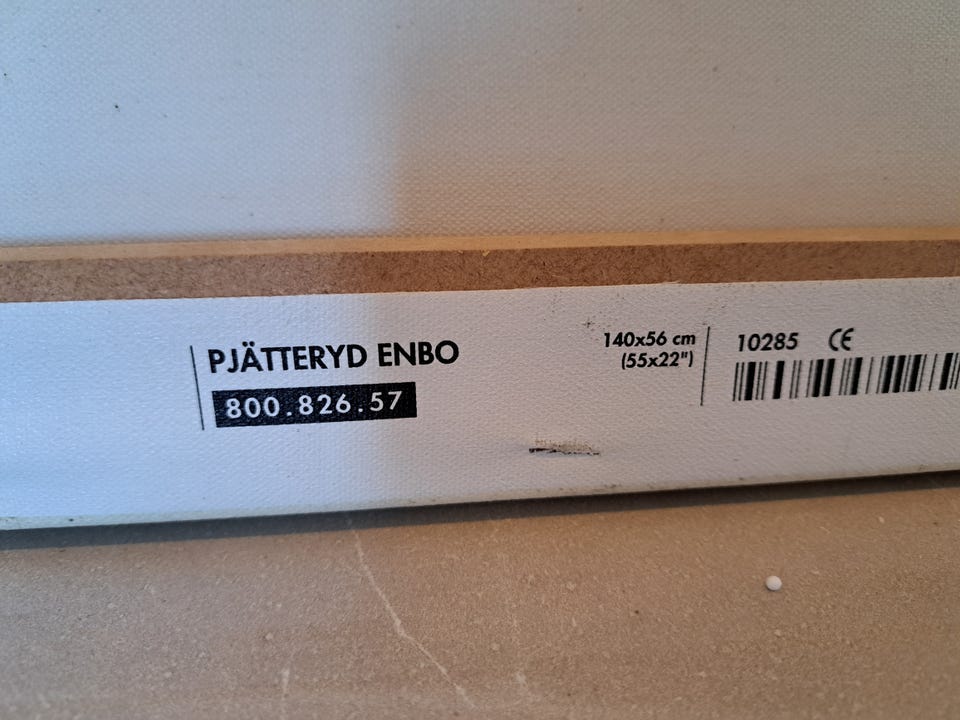 PJÄTTERYD ENBO
800.826.57
140x56 cm
(55x22")
10285 CE